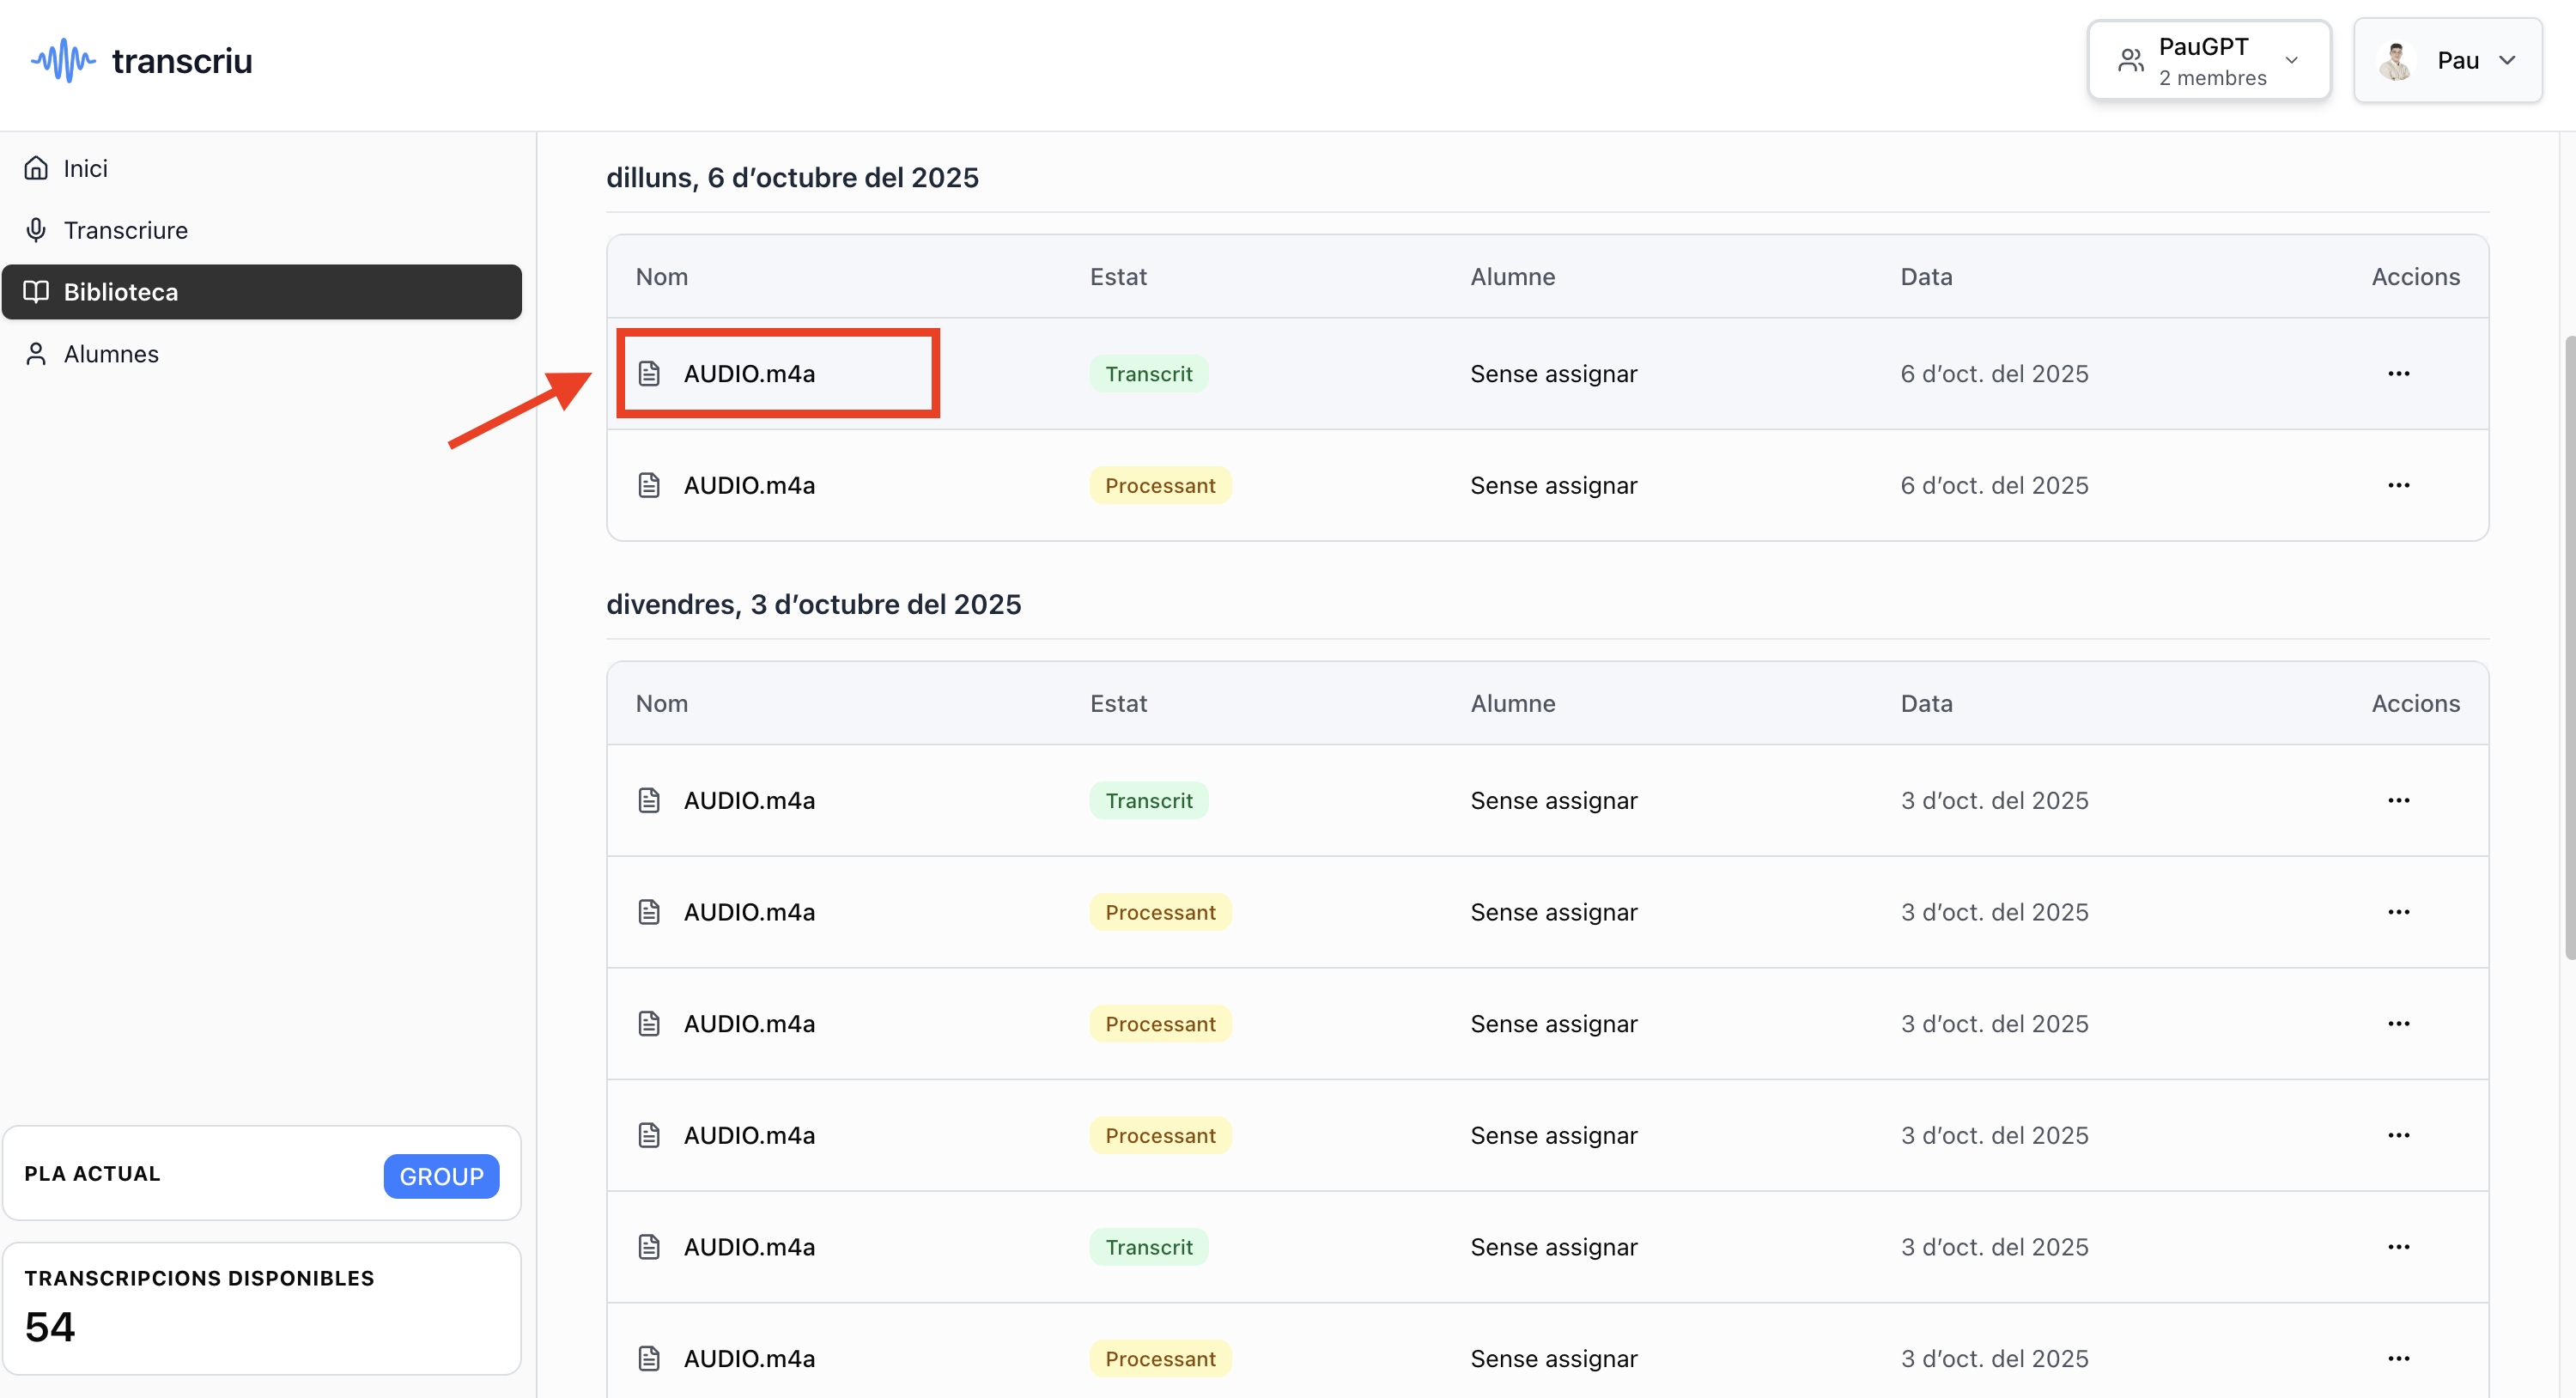 transcriu
PauGPT
2 membres
Pau
Inici
Transcriure
Biblioteca
Alumnes
PLA ACTUAL
GROUP
TRANSCRIPCIONS DISPONIBLES
54
dilluns, 6 d’octubre del 2025
Nom Estat Alumne Data Accions
AUDIO.m4a Transcrit Sense assignar 6 d’oct. del 2025
AUDIO.m4a Processant Sense assignar 6 d’oct. del 2025
divendres, 3 d’octubre del 2025
Nom Estat Alumne Data Accions
AUDIO.m4a Transcrit Sense assignar 3 d’oct. del 2025
AUDIO.m4a Processant Sense assignar 3 d’oct. del 2025
AUDIO.m4a Processant Sense assignar 3 d’oct. del 2025
AUDIO.m4a Processant Sense assignar 3 d’oct. del 2025
AUDIO.m4a Transcrit Sense assignar 3 d’oct. del 2025
AUDIO.m4a Processant Sense assignar 3 d’oct. del 2025